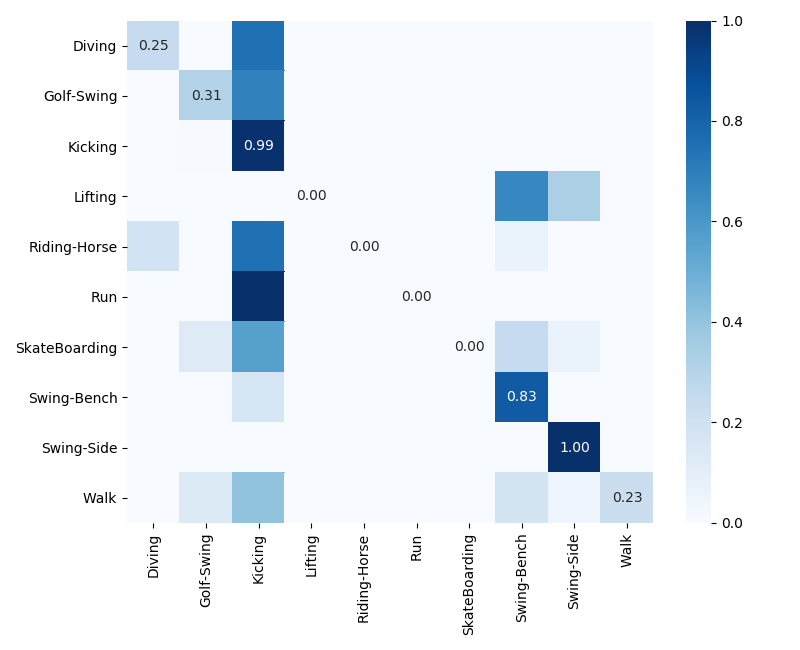 Diving 0.25
Golf-Swing 0.31
Kicking 0.99
Lifting 0.00
Riding-Horse 0.00
Run 0.00
SkateBoarding 0.00
Swing-Bench 0.83
Swing-Side 1.00
Walk 0.23
Diving
Golf-Swing
Kicking
Lifting
Riding-Horse
Run
SkateBoarding
Swing-Bench
Swing-Side
Walk
1.0
0.8
0.6
0.4
0.2
0.0